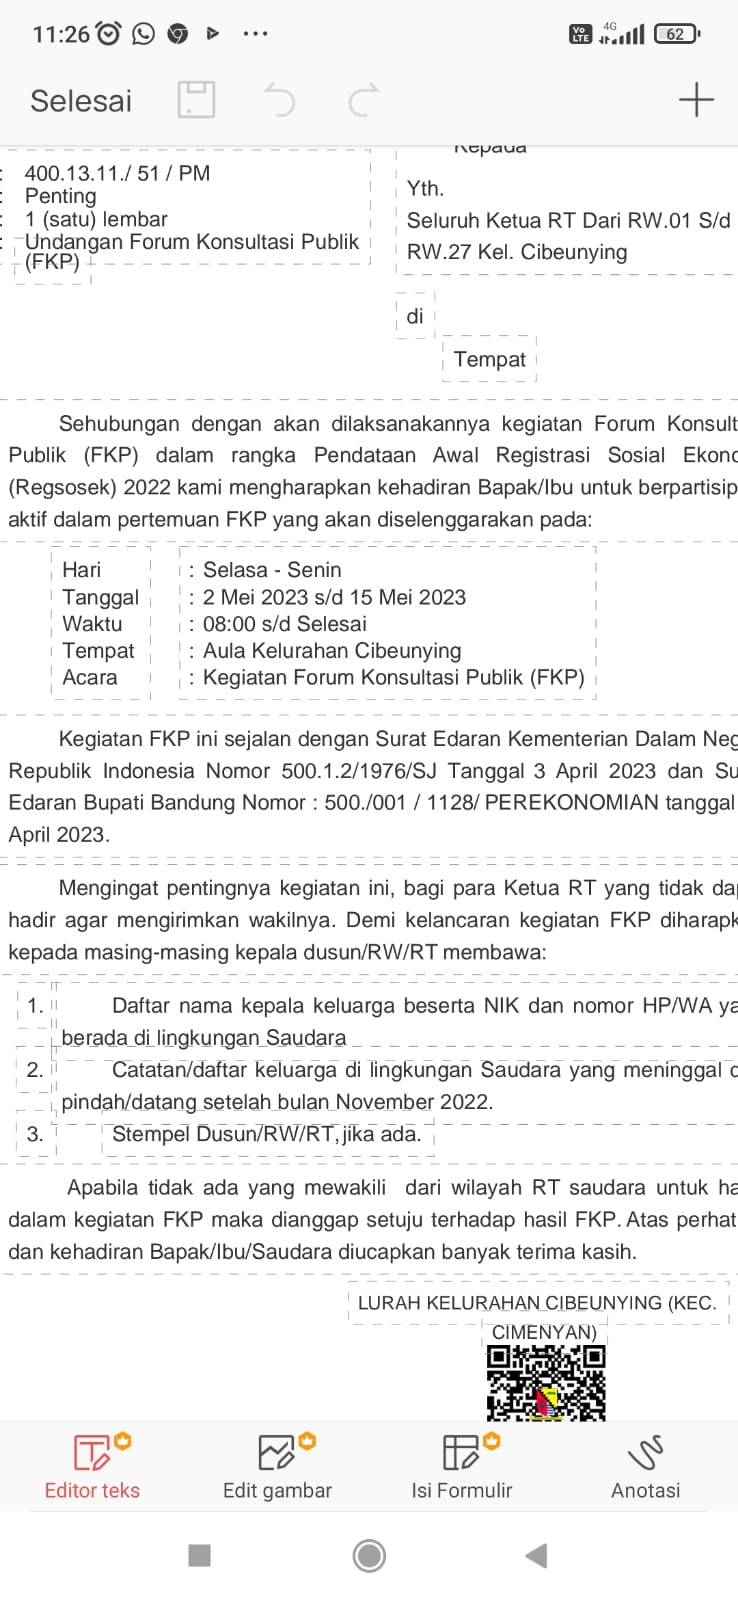 11:26
Vo LTE 4G 62
Selesai
Kepada
: 400.13.11./ 51 / PM
: Penting
: 1 (satu) lembar
: Undangan Forum Konsultasi Publik
(FKP)
Yth.
Seluruh Ketua RT Dari RW.01 S/d
RW.27 Kel. Cibeunying
di
Tempat
Sehubungan dengan akan dilaksanakannya kegiatan Forum Konsult
Publik (FKP) dalam rangka Pendataan Awal Registrasi Sosial Ekono
(Regsosek) 2022 kami mengharapkan kehadiran Bapak/Ibu untuk berpartisip
aktif dalam pertemuan FKP yang akan diselenggarakan pada:
Hari : Selasa - Senin
Tanggal : 2 Mei 2023 s/d 15 Mei 2023
Waktu : 08:00 s/d Selesai
Tempat : Aula Kelurahan Cibeunying
Acara : Kegiatan Forum Konsultasi Publik (FKP)
Kegiatan FKP ini sejalan dengan Surat Edaran Kementerian Dalam Neg
Republik Indonesia Nomor 500.1.2/1976/SJ Tanggal 3 April 2023 dan Su
Edaran Bupati Bandung Nomor : 500./001 / 1128/ PEREKONOMIAN tanggal
April 2023.
Mengingat pentingnya kegiatan ini, bagi para Ketua RT yang tidak da
hadir agar mengirimkan wakilnya. Demi kelancaran kegiatan FKP diharapk
kepada masing-masing kepala dusun/RW/RT membawa:
1. Daftar nama kepala keluarga beserta NIK dan nomor HP/WA ya
berada di lingkungan Saudara
2. Catatan/daftar keluarga di lingkungan Saudara yang meninggal
pindah/datang setelah bulan November 2022.
3. Stempel Dusun/RW/RT,jika ada.
Apabila tidak ada yang mewakili dari wilayah RT saudara untuk ha
dalam kegiatan FKP maka dianggap setuju terhadap hasil FKP. Atas perhat
dan kehadiran Bapak/Ibu/Saudara diucapkan banyak terima kasih.
LURAH KELURAHAN CIBEUNYING (KEC.
CIMENYAN)
Editor teks
Edit gambar
Isi Formulir
Anotasi